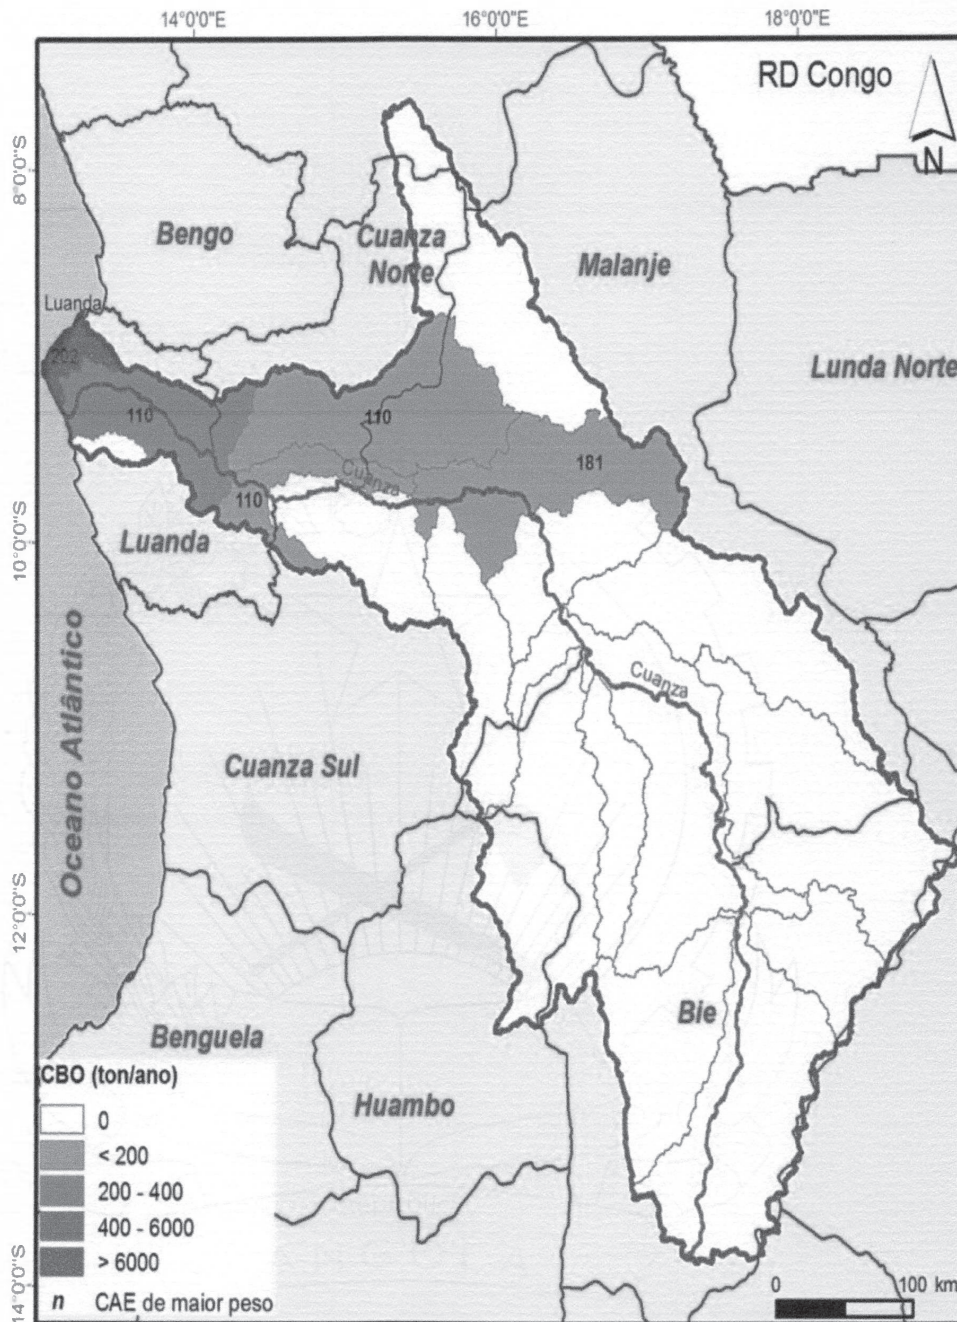 14°0'0"E
16°0'0"E
18°0'0"E
RD Congo
N
8°0'0"S
Bengo
Cuanza
Norte
Malanje
Luanda
Lunda Norte
202
110
110
181
Cuanza
110
Luanda
10°0'0"S
Oceano Atlântico
Cuanza
Cuanza Sul
12°0'0"S
Bie
Benguela
Huambo
CBO (ton/ano)
0
< 200
200 - 400
400 - 6000
> 6000
n CAE de maior peso
14°0'0"S
0 100 km